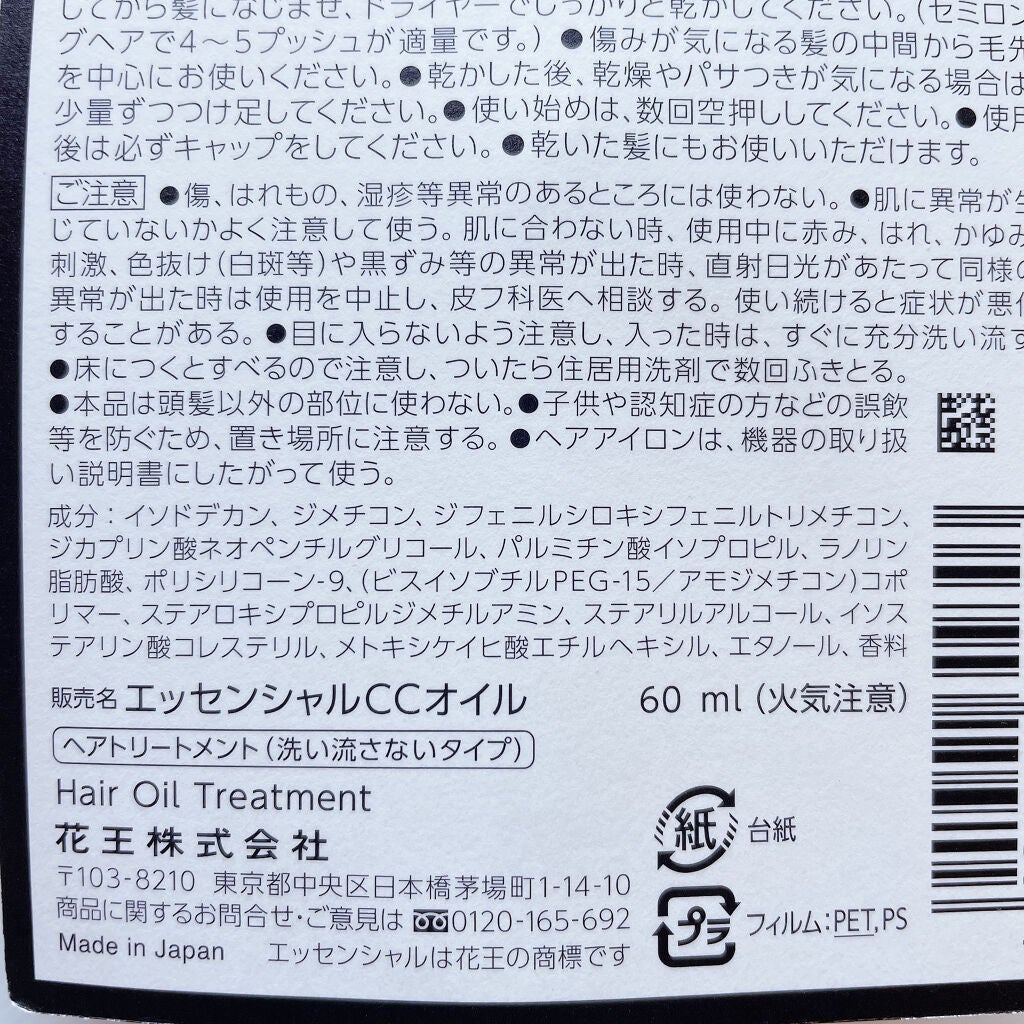 してから髪になじませ、ドライヤーでしっかりと乾かしてください。(セミロン
グヘアで4〜5プッシュが適量です。) ●傷みが気になる髪の中間から毛先
を中心にお使いください。●乾かした後、乾燥やパサつきが気になる場合は
少量ずつつけ足してください。●使い始めは、数回空押ししてください。●使用
後は必ずキャップをしてください。●乾いた髪にもお使いいただけます。
ご注意 ●傷、はれもの、湿疹等異常のあるところには使わない。●肌に異常が生
じていないかよく注意して使う。肌に合わない時、使用中に赤み、はれ、かゆみ
刺激、色抜け(白斑等)や黒ずみ等の異常が出た時、直射日光があたって同様の
異常が出た時は使用を中止し、皮フ科医へ相談する。使い続けると症状が悪化
することがある。●目に入らないよう注意し、入った時は、すぐに充分洗い流す
●床につくとすべるので注意し、ついたら住居用洗剤で数回ふきとる。
●本品は頭髪以外の部位に使わない。●子供や認知症の方などの誤飲
等を防ぐため、置き場所に注意する。●ヘアアイロンは、機器の取り扱
い説明書にしたがって使う。
成分:イソドデカン、ジメチコン、ジフェニルシロキシフェニルトリメチコン、
ジカプリン酸ネオペンチルグリコール、パルミチン酸イソプロピル、ラノリン
脂肪酸、ポリシリコーン-9、(ビスイソブチルPEG-15/アモジメチコン)コポ
リマー、ステアロキシプロピルジメチルアミン、ステアリルアルコール、イソス
テアリン酸コレステリル、メトキシケイヒ酸エチルヘキシル、エタノール、香料
販売名 エッセンシャルCCオイル 60 ml (火気注意)
ヘアトリートメント(洗い流さないタイプ)
Hair Oil Treatment
花王株式会社
〒103-8210 東京都中央区日本橋茅場町1-14-10
商品に関するお問合せ・ご意見は 0120-165-692
Made in Japan エッセンシャルは花王の商標です
紙 台紙
プラ フィルム:PET,PS